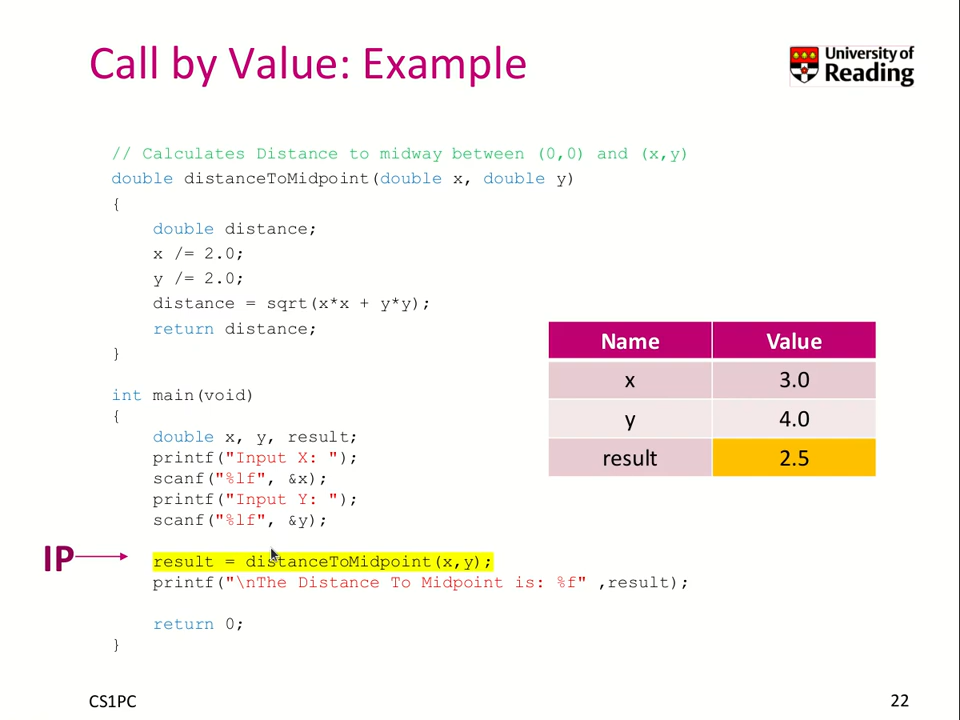 Call by Value: Example
University of
Reading
// Calculates Distance to midway between (0,0) and (x,y)
double distanceToMidpoint(double x, double y)
{
    double distance;
    x /= 2.0;
    y /= 2.0;
    distance = sqrt(x*x + y*y);
    return distance;
}
int main(void)
{
    double x, y, result;
    printf("Input X: ");
    scanf("%lf", &x);
    printf("Input Y: ");
    scanf("%lf", &y);
    result = distanceToMidpoint(x,y);
    printf("\nThe Distance To Midpoint is: %f" ,result);
    return 0;
}
IP
Name Value
x 3.0
y 4.0
result 2.5
CS1PC
22